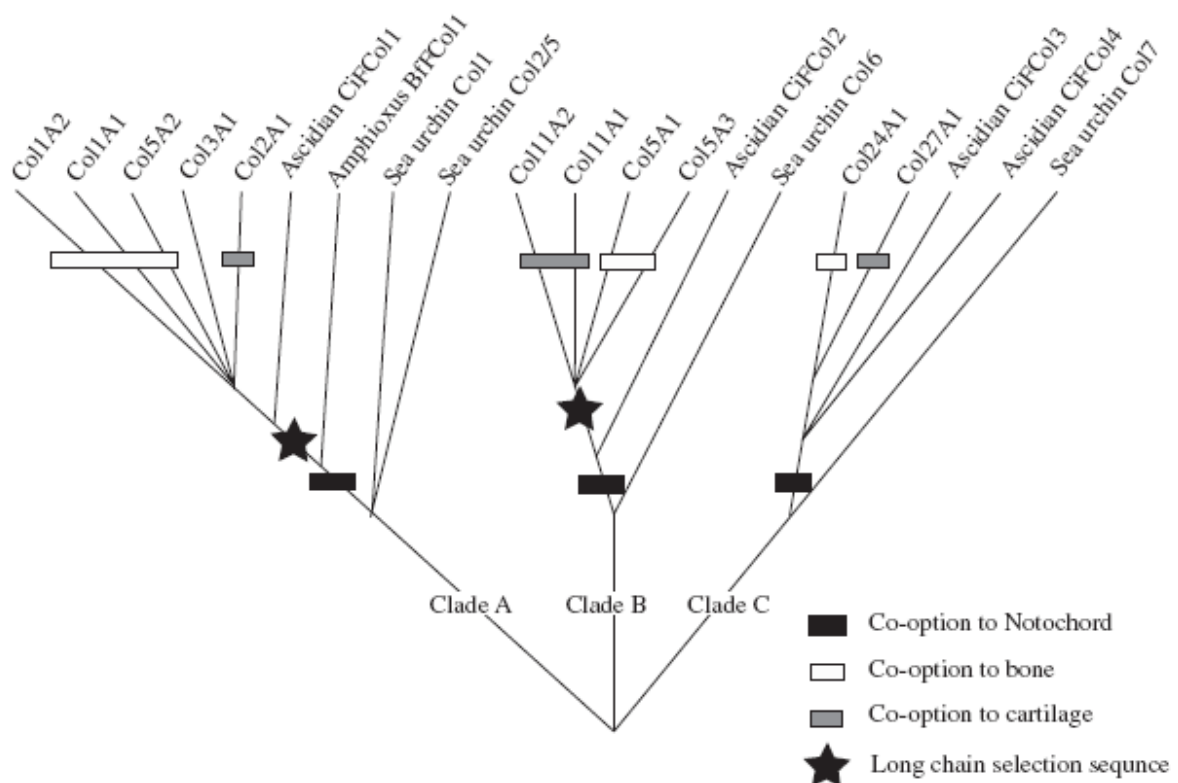 Col1A2
Col1A1
Col5A2
Col3A1
Col2A1
Ascidian CiFCol1
Amphioxus BfFCol1
Sea urchin Col1
Sea urchin Col2/5
Col11A2
Col11A1
Col5A1
Col5A3
Ascidian CiFCol2
Sea urchin Col6
Col24A1
Col27A1
Ascidian CiFCol3
Ascidian CiFCol4
Sea urchin Col7
Clade A
Clade B
Clade C
Co-option to Notochord
Co-option to bone
Co-option to cartilage
Long chain selection sequnce